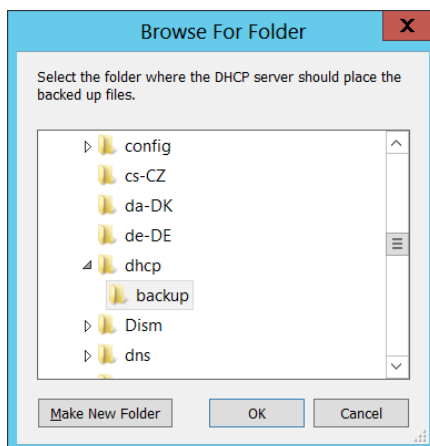 Browse For Folder
X
Select the folder where the DHCP server should place the
backed up files.
config
cs-CZ
da-DK
de-DE
dhcp
backup
Dism
dns
Make New Folder
OK
Cancel